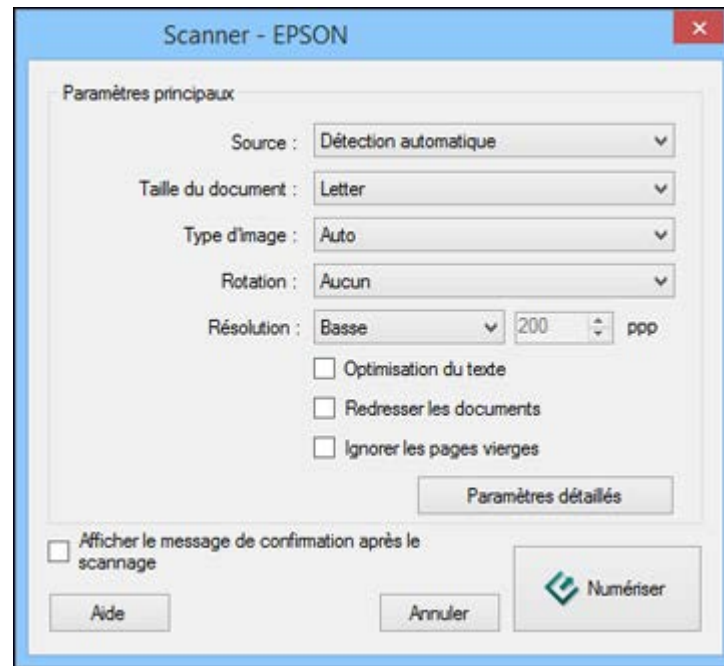 Scanner - EPSON
Paramètres principaux
Source : Détection automatique
Taille du document : Letter
Type d'image : Auto
Rotation : Aucun
Résolution : Basse 200 ppp
Optimisation du texte
Redresser les documents
Ignorer les pages vierges
Paramètres détaillés
Afficher le message de confirmation après le
scannage
Numériser
Aide Annuler